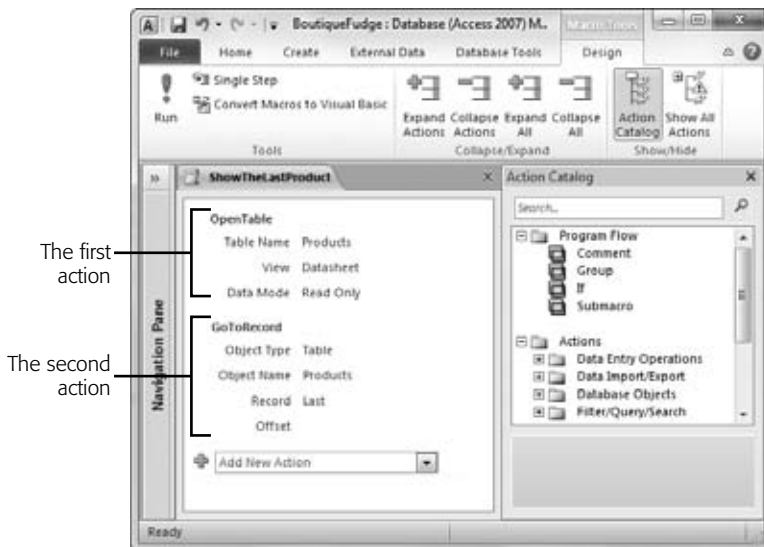 BoutiqueFudge : Database (Access 2007) M...
Macro Tools
File
Home
Create
External Data
Database Tools
Design
Run
Single Step
Convert Macros to Visual Basic
Tools
Expand Actions
Collapse Actions
Expand All
Collapse All
Collapse/Expand
Action Catalog
Show All Actions
Show/Hide
ShowTheLastProduct
The first
action
OpenTable
Table Name Products
View Datasheet
Data Mode Read Only
The second
action
GoToRecord
Object Type Table
Object Name Products
Record Last
Offset
Add New Action
Navigation Pane
Action Catalog
Search...
Program Flow
Comment
Group
If
Submacro
Actions
Data Entry Operations
Data Import/Export
Database Objects
Filter/Query/Search
Ready